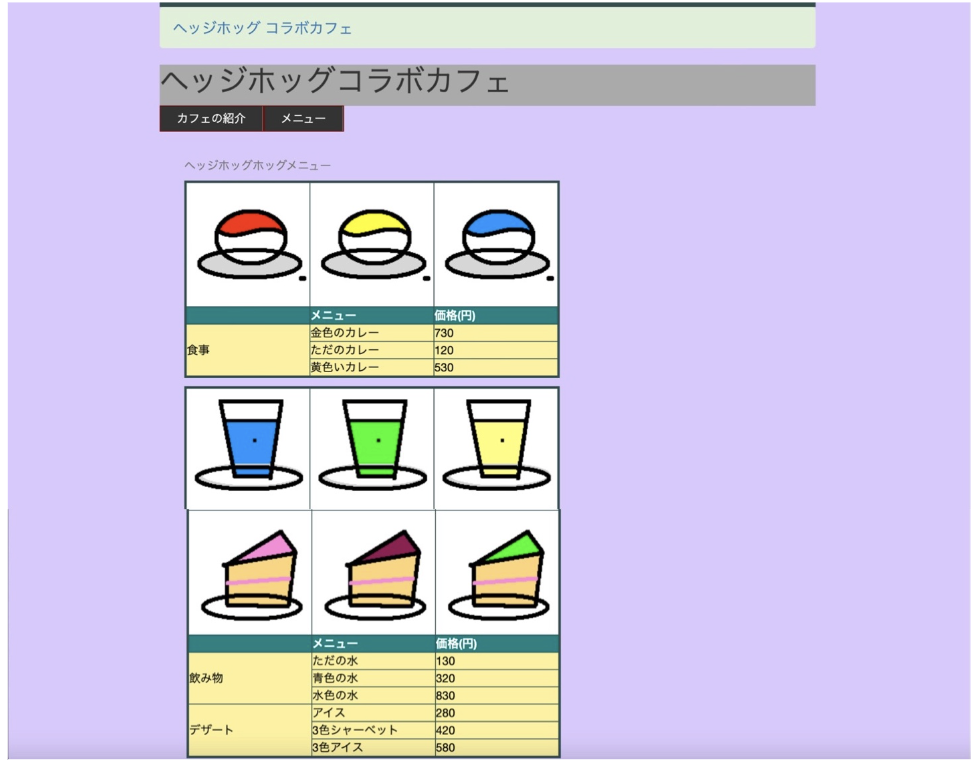 ヘッジホッグ コラボカフェ
ヘッジホッグコラボカフェ
カフェの紹介 メニュー
ヘッジホッグホッグメニュー
メニュー 価格(円)
食事 金色のカレー 730
ただのカレー 120
黄色いカレー 530
メニュー 価格(円)
飲み物 ただの水 130
青色の水 320
水色の水 830
デザート アイス 280
3色シャーベット 420
3色アイス 580